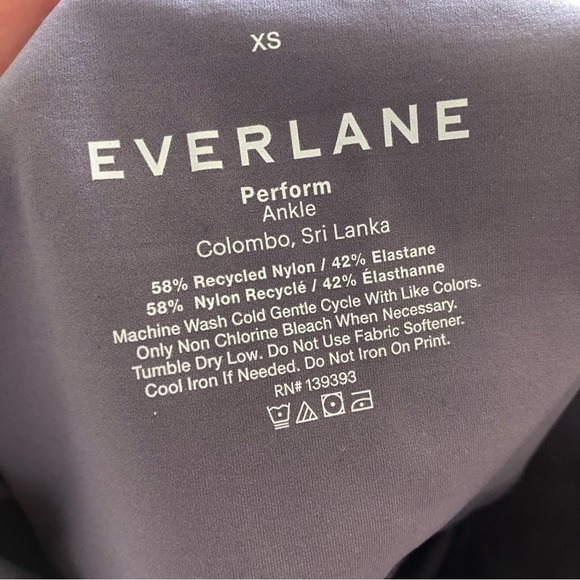 XS
EVERLANE
Perform
Ankle
Colombo, Sri Lanka
58% Recycled Nylon / 42% Elastane
58% Nylon Recyclé / 42% Élasthanne
Machine Wash Cold Gentle Cycle With Like Colors.
Only Non Chlorine Bleach When Necessary.
Tumble Dry Low. Do Not Use Fabric Softener.
Cool Iron If Needed. Do Not Iron On Print.
RN# 139393